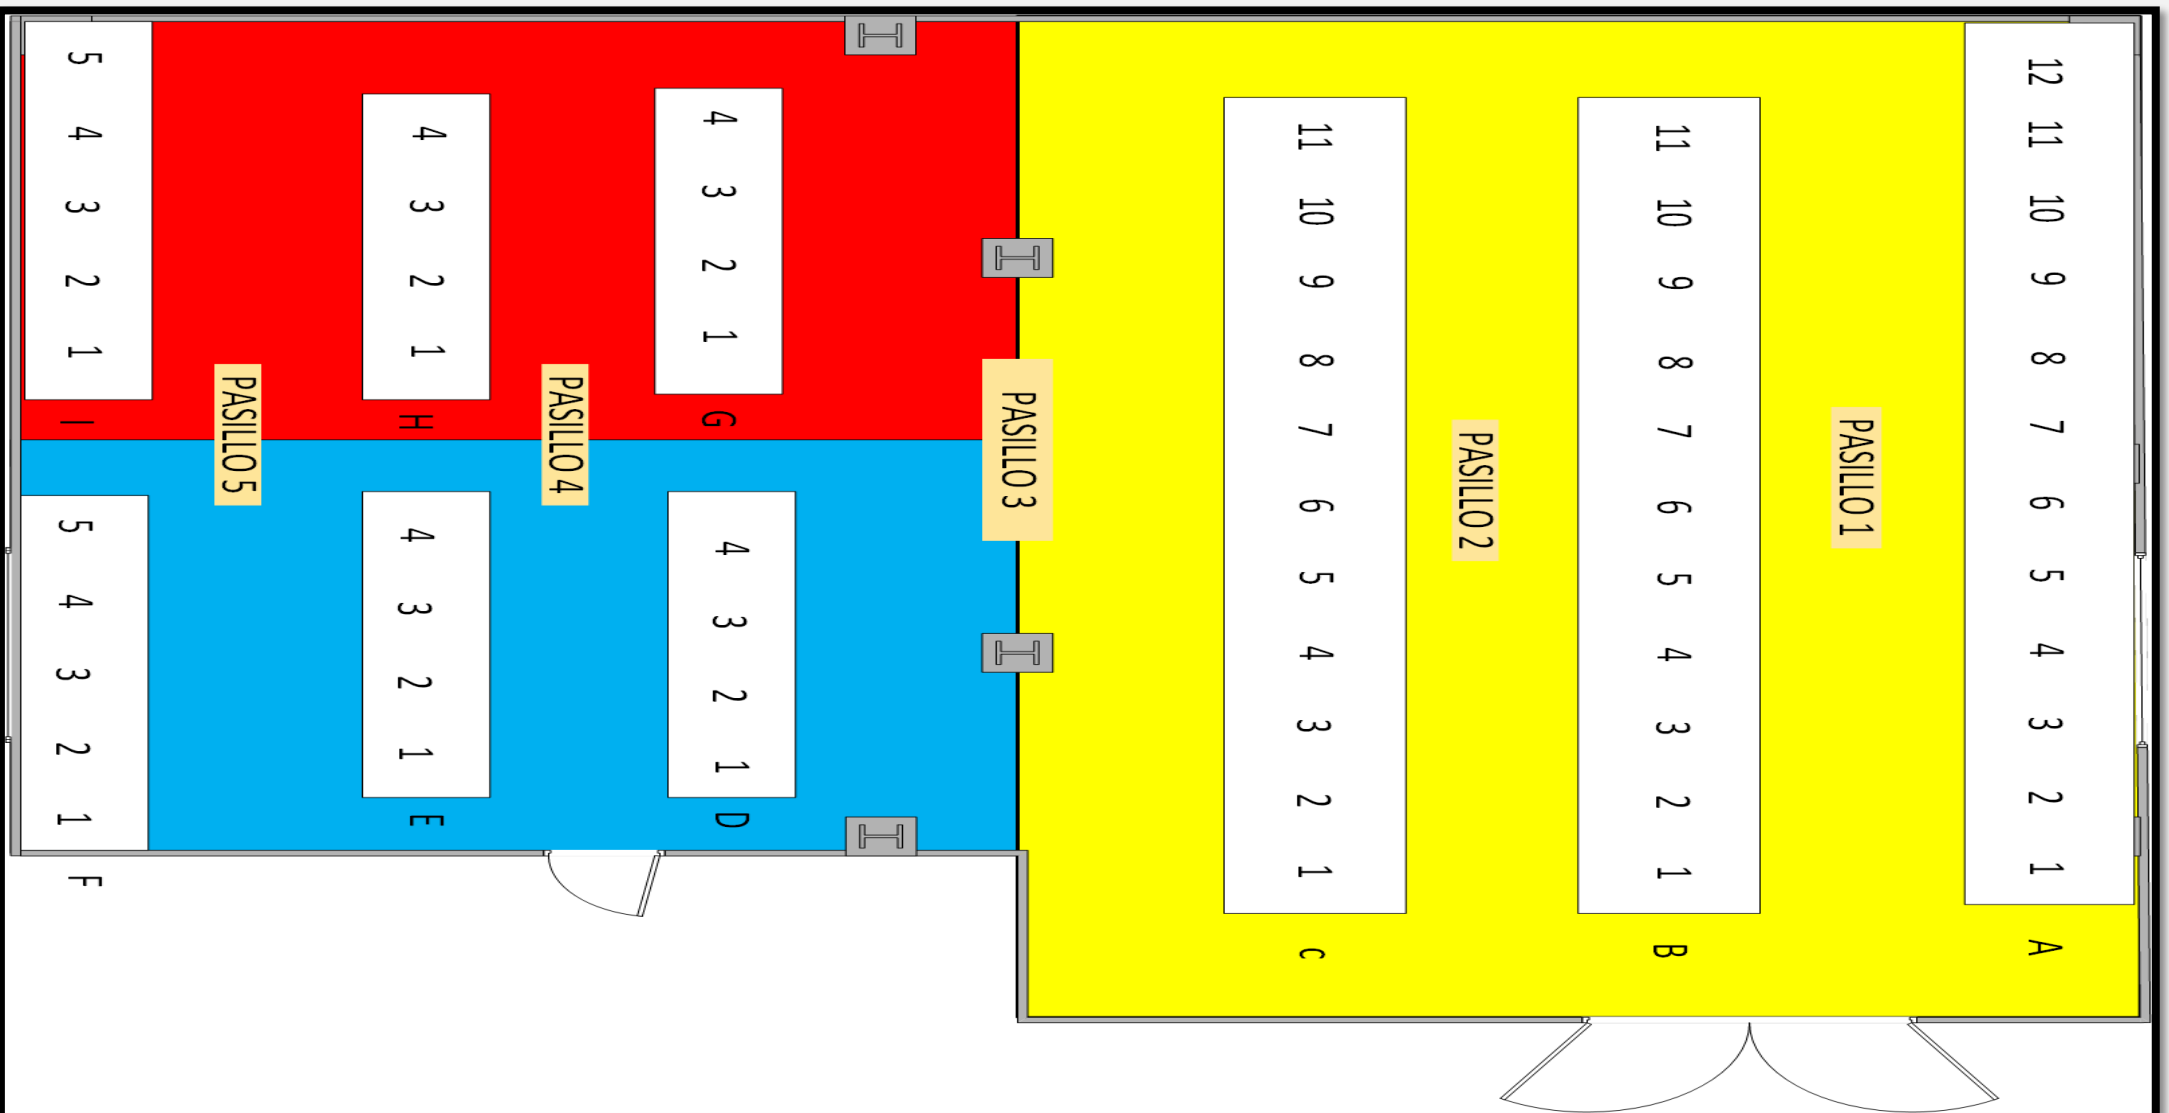 12 11 10 9 8 7 6 5 4 3 2 1 A
PASILLO 1
11 10 9 8 7 6 5 4 3 2 1 B
PASILLO 2
11 10 9 8 7 6 5 4 3 2 1 c
PASILLO 3
4 3 2 1 G
4 3 2 1 D
PASILLO 4
4 3 2 1 H
4 3 2 1 E
PASILLO 5
5 4 3 2 1 I
5 4 3 2 1 F